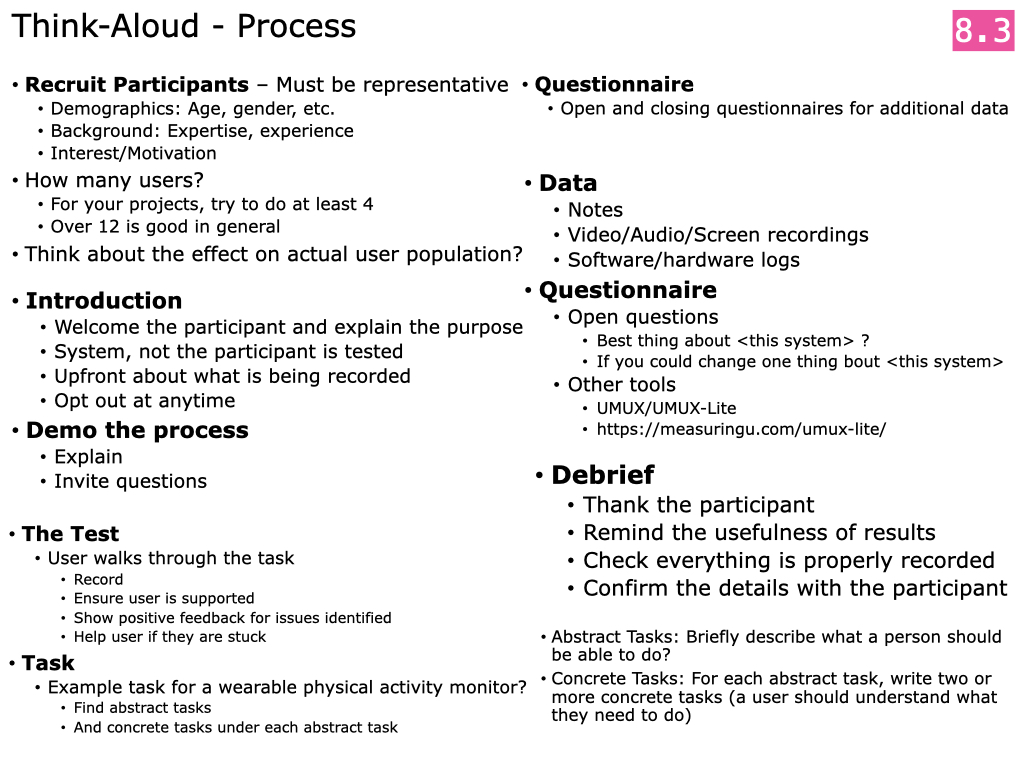 Think-Aloud - Process
8.3
• Recruit Participants – Must be representative
• Demographics: Age, gender, etc.
• Background: Expertise, experience
• Interest/Motivation
• How many users?
• For your projects, try to do at least 4
• Over 12 is good in general
• Think about the effect on actual user population?
• Introduction
• Welcome the participant and explain the purpose
• System, not the participant is tested
• Upfront about what is being recorded
• Opt out at anytime
• Demo the process
• Explain
• Invite questions
• The Test
• User walks through the task
• Record
• Ensure user is supported
• Show positive feedback for issues identified
• Help user if they are stuck
• Task
• Example task for a wearable physical activity monitor?
• Find abstract tasks
• And concrete tasks under each abstract task
• Questionnaire
• Open and closing questionnaires for additional data
• Data
• Notes
• Video/Audio/Screen recordings
• Software/hardware logs
• Questionnaire
• Open questions
• Best thing about <this system> ?
• If you could change one thing bout <this system>
• Other tools
• UMUX/UMUX-Lite
• https://measuringu.com/umux-lite/
• Debrief
• Thank the participant
• Remind the usefulness of results
• Check everything is properly recorded
• Confirm the details with the participant
• Abstract Tasks: Briefly describe what a person should
be able to do?
• Concrete Tasks: For each abstract task, write two or
more concrete tasks (a user should understand what
they need to do)